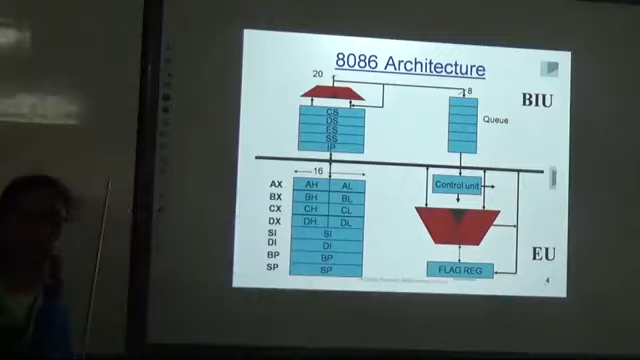 8086 Architecture
20
8
BIU
CS
DS
ES
SS
IP
Queue
16
AX AH AL
BX BH BL
CX CH CL
DX DH DL
SI SI
DI DI
BP BP
SP SP
Control unit
EU
FLAG REG
4